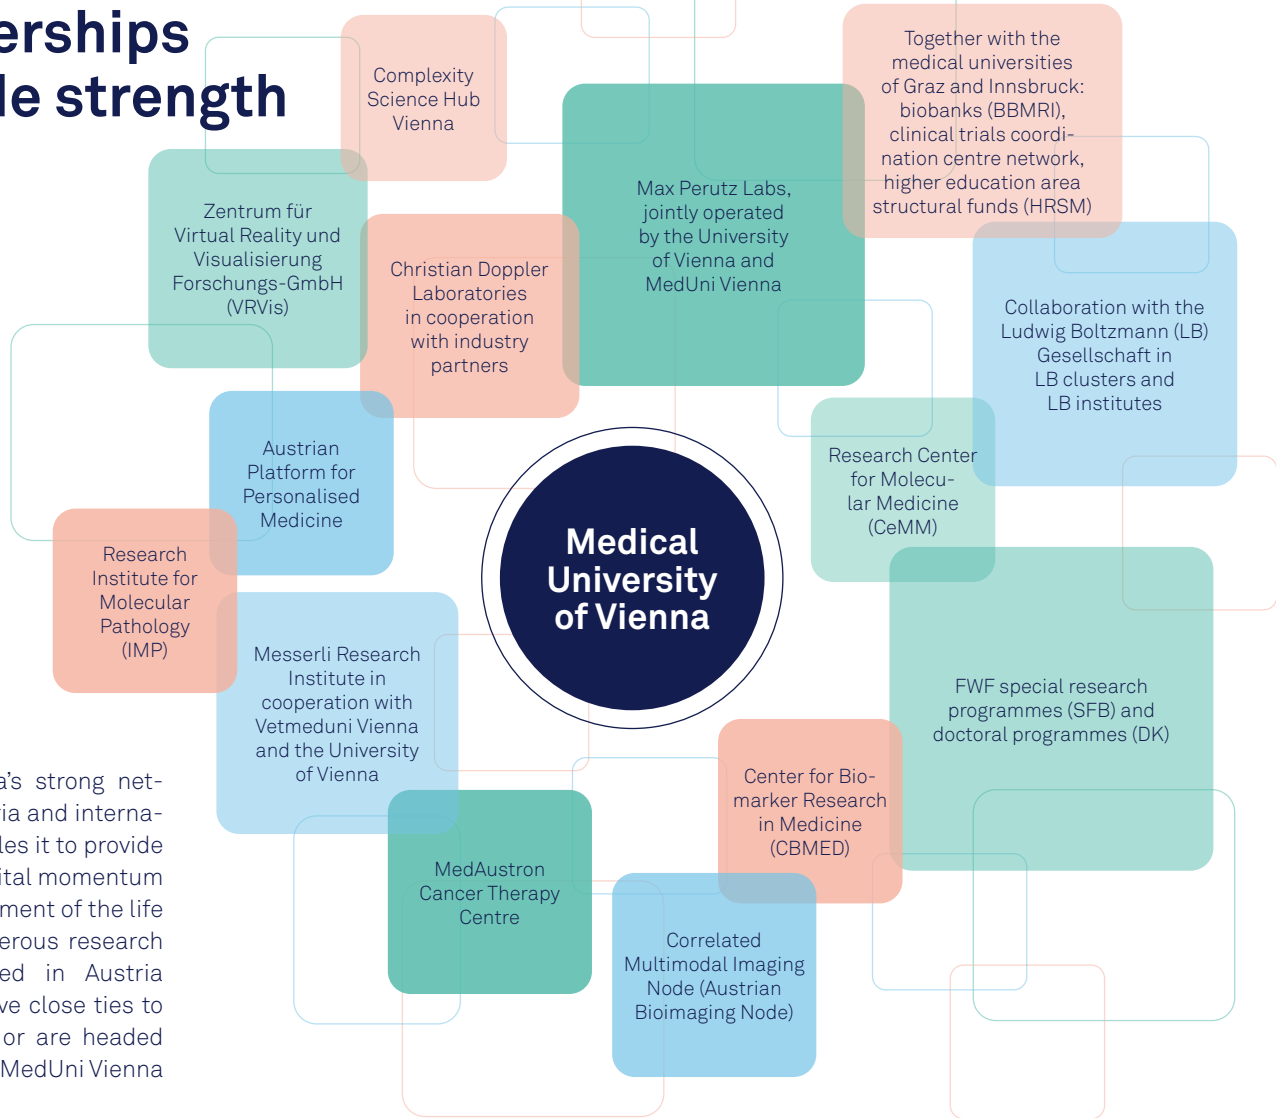 erships
le strength
Complexity
Science Hub
Vienna
Together with the
medical universities
of Graz and Innsbruck:
biobanks (BBMRI),
clinical trials coordi-
nation centre network,
higher education area
structural funds (HRSM)
Max Perutz Labs,
jointly operated
by the University
of Vienna and
MedUni Vienna
Zentrum für
Virtual Reality und
Visualisierung
Forschungs-GmbH
(VRVis)
Christian Doppler
Laboratories
in cooperation
with industry
partners
Collaboration with the
Ludwig Boltzmann (LB)
Gesellschaft in
LB clusters and
LB institutes
Austrian
Platform for
Personalised
Medicine
Research Center
for Molecu-
lar Medicine
(CeMM)
Medical
University
of Vienna
Research
Institute for
Molecular
Pathology
(IMP)
Messerli Research
Institute in
cooperation with
Vetmeduni Vienna
and the University
of Vienna
FWF special research
programmes (SFB) and
doctoral programmes (DK)
Center for Bio-
marker Research
in Medicine
(CBMED)
MedAustron
Cancer Therapy
Centre
Correlated
Multimodal Imaging
Node (Austrian
Bioimaging Node)
a’s strong net-
ria and interna-
les it to provide
ital momentum
ment of the life
erous research
ed in Austria
ve close ties to
or are headed
MedUni Vienna